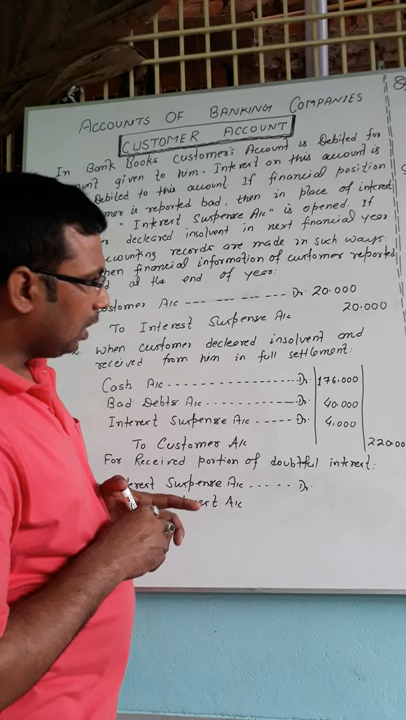 ACCOUNTS OF BANKING COMPANIES
CUSTOMER ACCOUNT
In Bank Books Customer's Account is Debited for
given to him. Interest on this account is
Debited to this account. If financial position
is reported bad, then in place of interest
"Interest Suspense A/c" is opened. If
declared insolvent in next financial year
accounting records are made in such ways:
financial information of customer reported
at the end of year:
A/c ---------- Dr. 20.000
To Interest Suspense A/c 20.000
when customer decleared insolvent and
received from him in full settlement:
Cash A/c ---------- Dr. 176.000
Bad Debts A/c ---------- Dr. 40.000
Interest Suspense A/c ----- Dr. 4.000
To Customer A/c 220.00
For Received portion of doubtful interest:
Suspense A/c ..... Dr.
A/c